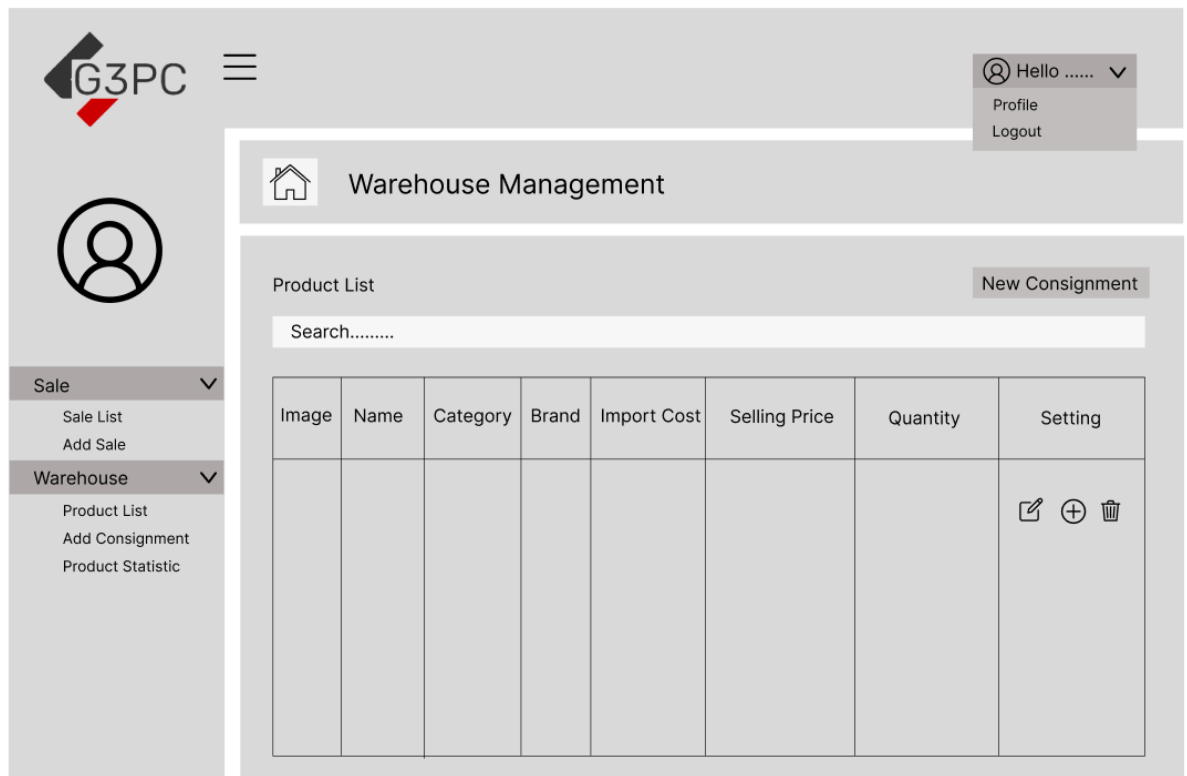 G3PC
Hello ......
Profile
Logout
Warehouse Management
Product List
New Consignment
Search.........
Sale
Sale List
Add Sale
Warehouse
Product List
Add Consignment
Product Statistic
Image Name Category Brand Import Cost Selling Price Quantity Setting